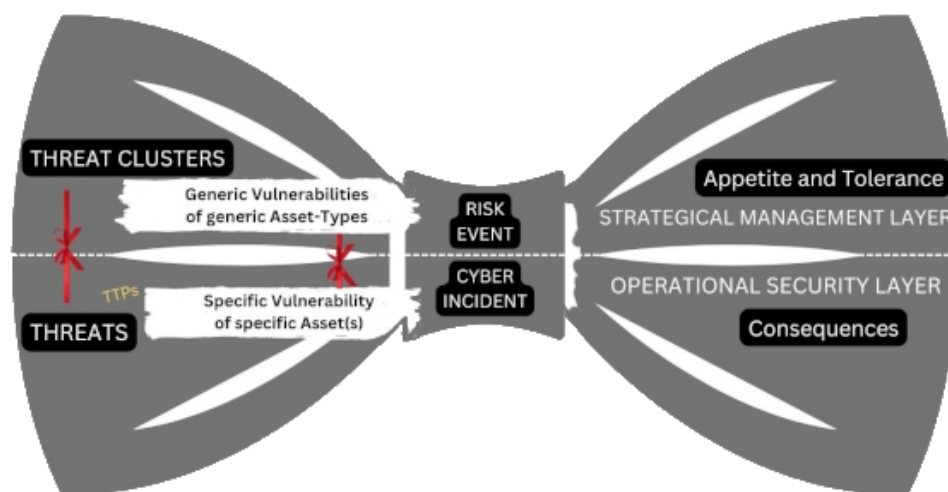 THREAT CLUSTERS
Generic Vulnerabilities
of generic Asset-Types
RISK
EVENT
Appetite and Tolerance
STRATEGICAL MANAGEMENT LAYER
TTPs
THREATS
Specific Vulnerability
of specific Asset(s)
CYBER
INCIDENT
OPERATIONAL SECURITY LAYER
Consequences